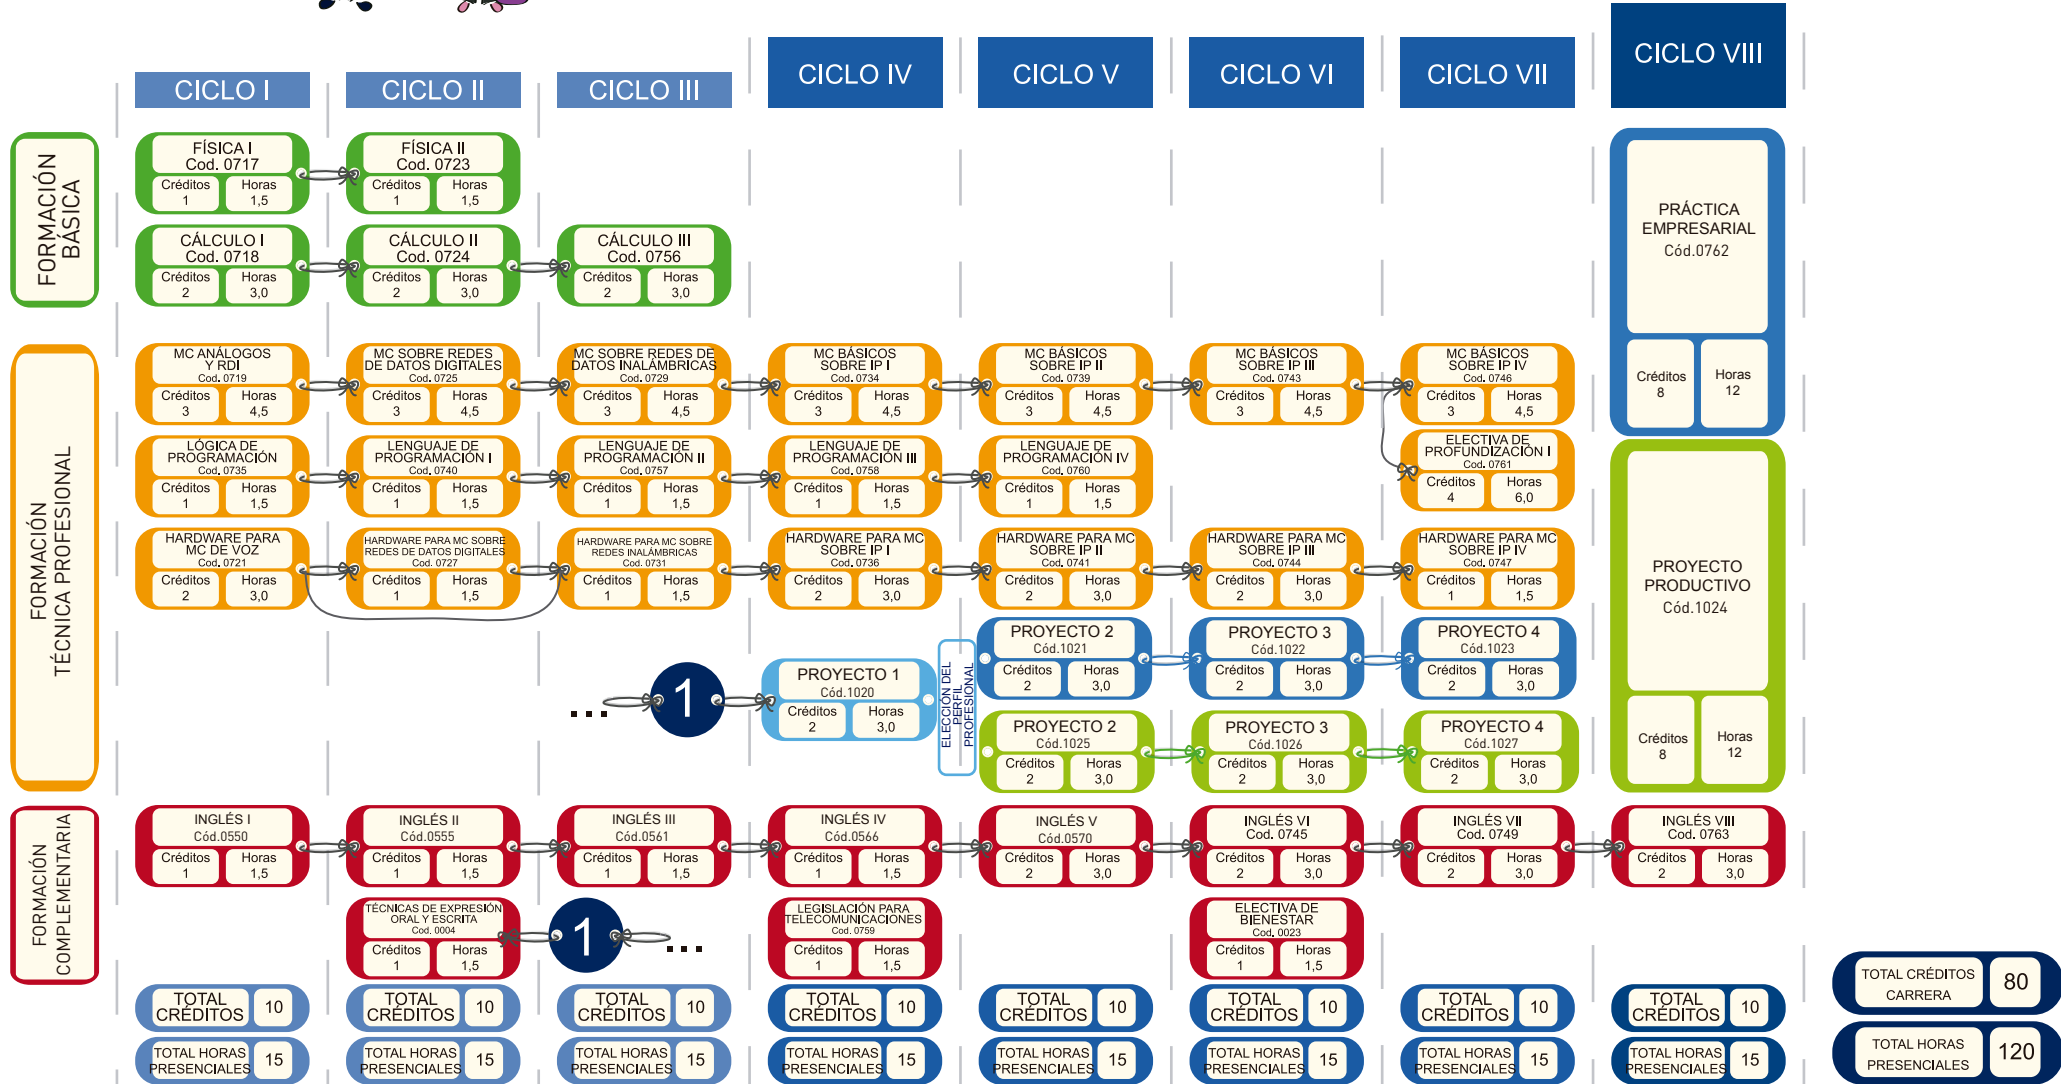 CICLO I
CICLO II
CICLO III
CICLO IV
CICLO V
CICLO VI
CICLO VII
CICLO VIII
FORMACIÓN
BÁSICA
FÍSICA I
Cod. 0717
Créditos
1
Horas
1,5
FÍSICA II
Cod. 0723
Créditos
1
Horas
1,5
CÁLCULO I
Cod. 0718
Créditos
2
Horas
3,0
CÁLCULO II
Cod. 0724
Créditos
2
Horas
3,0
CÁLCULO III
Cod. 0756
Créditos
2
Horas
3,0
PRÁCTICA
EMPRESARIAL
Cód.0762
Créditos
8
Horas
12
FORMACIÓN
TÉCNICA PROFESIONAL
MC ANÁLOGOS
Y RDI
Cod. 0719
Créditos
3
Horas
4,5
MC SOBRE REDES
DE DATOS DIGITALES
Cod. 0725
Créditos
3
Horas
4,5
MC SOBRE REDES DE
DATOS INALÁMBRICAS
Cod. 0729
Créditos
3
Horas
4,5
MC BÁSICOS
SOBRE IP I
Cod. 0734
Créditos
3
Horas
4,5
MC BÁSICOS
SOBRE IP II
Cod. 0739
Créditos
3
Horas
4,5
MC BÁSICOS
SOBRE IP III
Cod. 0743
Créditos
3
Horas
4,5
MC BÁSICOS
SOBRE IP IV
Cod. 0746
Créditos
3
Horas
4,5
LÓGICA DE
PROGRAMACIÓN
Cod. 0735
Créditos
1
Horas
1,5
LENGUAJE DE
PROGRAMACIÓN I
Cod. 0740
Créditos
1
Horas
1,5
LENGUAJE DE
PROGRAMACIÓN II
Cod. 0757
Créditos
1
Horas
1,5
LENGUAJE DE
PROGRAMACIÓN III
Cod. 0758
Créditos
1
Horas
1,5
LENGUAJE DE
PROGRAMACIÓN IV
Cod. 0760
Créditos
1
Horas
1,5
ELECTIVA DE
PROFUNDIZACIÓN I
Cod. 0761
Créditos
4
Horas
6,0
HARDWARE PARA
MC DE VOZ
Cod. 0721
Créditos
2
Horas
3,0
HARDWARE PARA MC SOBRE
REDES DE DATOS DIGITALES
Cod. 0727
Créditos
1
Horas
1,5
HARDWARE PARA MC SOBRE
REDES INALÁMBRICAS
Cod. 0731
Créditos
1
Horas
1,5
HARDWARE PARA MC
SOBRE IP I
Cod. 0736
Créditos
2
Horas
3,0
HARDWARE PARA MC
SOBRE IP II
Cod. 0741
Créditos
2
Horas
3,0
HARDWARE PARA MC
SOBRE IP III
Cod. 0744
Créditos
2
Horas
3,0
HARDWARE PARA MC
SOBRE IP IV
Cod. 0747
Créditos
1
Horas
1,5
PROYECTO
PRODUCTIVO
Cód.1024
Créditos
8
Horas
12
...
1
PROYECTO 1
Cód.1020
Créditos
2
Horas
3,0
ELECCIÓN DEL
PERFIL
PROFESIONAL
PROYECTO 2
Cód.1021
Créditos
2
Horas
3,0
PROYECTO 3
Cód.1022
Créditos
2
Horas
3,0
PROYECTO 4
Cód.1023
Créditos
2
Horas
3,0
PROYECTO 2
Cód.1025
Créditos
2
Horas
3,0
PROYECTO 3
Cód.1026
Créditos
2
Horas
3,0
PROYECTO 4
Cód.1027
Créditos
2
Horas
3,0
FORMACIÓN
COMPLEMENTARIA
INGLÉS I
Cód.0550
Créditos
1
Horas
1,5
INGLÉS II
Cód.0555
Créditos
1
Horas
1,5
INGLÉS III
Cód.0561
Créditos
1
Horas
1,5
INGLÉS IV
Cód.0566
Créditos
1
Horas
1,5
INGLÉS V
Cód.0570
Créditos
2
Horas
3,0
INGLÉS VI
Cod. 0745
Créditos
2
Horas
3,0
INGLÉS VII
Cod. 0749
Créditos
2
Horas
3,0
INGLÉS VIII
Cod. 0763
Créditos
2
Horas
3,0
TÉCNICAS DE EXPRESIÓN
ORAL Y ESCRITA
Cod. 0004
Créditos
1
Horas
1,5
1
...
LEGISLACIÓN PARA
TELECOMUNICACIONES
Cod. 0759
Créditos
1
Horas
1,5
ELECTIVA DE
BIENESTAR
Cod. 0023
Créditos
1
Horas
1,5
TOTAL
CRÉDITOS
10
TOTAL
CRÉDITOS
10
TOTAL
CRÉDITOS
10
TOTAL
CRÉDITOS
10
TOTAL
CRÉDITOS
10
TOTAL
CRÉDITOS
10
TOTAL
CRÉDITOS
10
TOTAL
CRÉDITOS
10
TOTAL CRÉDITOS
CARRERA
80
TOTAL HORAS
PRESENCIALES
15
TOTAL HORAS
PRESENCIALES
15
TOTAL HORAS
PRESENCIALES
15
TOTAL HORAS
PRESENCIALES
15
TOTAL HORAS
PRESENCIALES
15
TOTAL HORAS
PRESENCIALES
15
TOTAL HORAS
PRESENCIALES
15
TOTAL HORAS
PRESENCIALES
15
TOTAL HORAS
PRESENCIALES
120